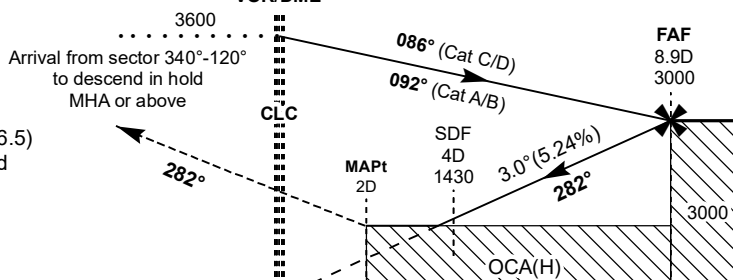 VOR/DME
3600
Arrival from sector 340°-120°
to descend in hold
MHA or above
086° (Cat C/D)
092° (Cat A/B)
FAF
8.9D
3000
CLC
6.5)
d
282°
MAPt
2D
SDF
4D
1430
3.0°(5.24%)
282°
3000
OCA(H)